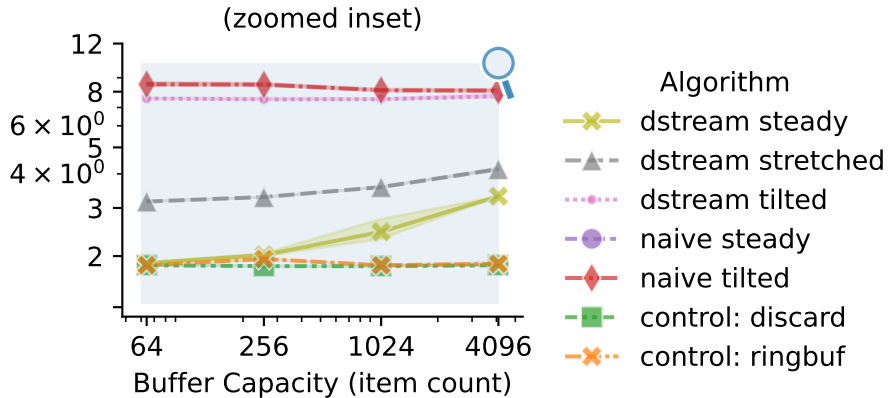 (zoomed inset)
12
8
6 × 10⁰
5
4 × 10⁰
3
2
64 256 1024 4096
Buffer Capacity (item count)
Algorithm
dstream steady
dstream stretched
dstream tilted
naive steady
naive tilted
control: discard
control: ringbuf